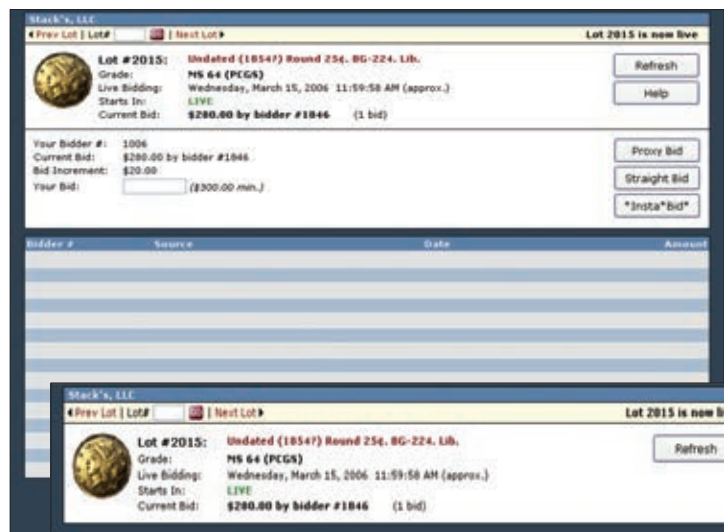 Stack's, LLC
Prev Lot | Lot# | Next Lot Lot 2015 is now live
Lot #2015: Undated (1854?) Round 25¢. BG-224. Lib.
Refresh
Grade: MS 64 (PCGS)
Live Bidding: Wednesday, March 15, 2006 11:59:58 AM (approx.)
Help
Starts In: LIVE
Current Bid: $280.00 by bidder #1846 (1 bid)
Your Bidder #: 1006
Proxy Bid
Current Bid: $280.00 by bidder #1846
Bid Increment: $20.00
Straight Bid
Your Bid: ($300.00 min.)
*Insta*Bid*
Bidder # Source Date Amount
Stack's, LLC
Prev Lot | Lot# | Next Lot Lot 2015 is now li
Lot #2015: Undated (1854?) Round 25¢. BG-224. Lib.
Refresh
Grade: MS 64 (PCGS)
Live Bidding: Wednesday, March 15, 2006 11:59:58 AM (approx.)
Starts In: LIVE
Current Bid: $280.00 by bidder #1846 (1 bid)